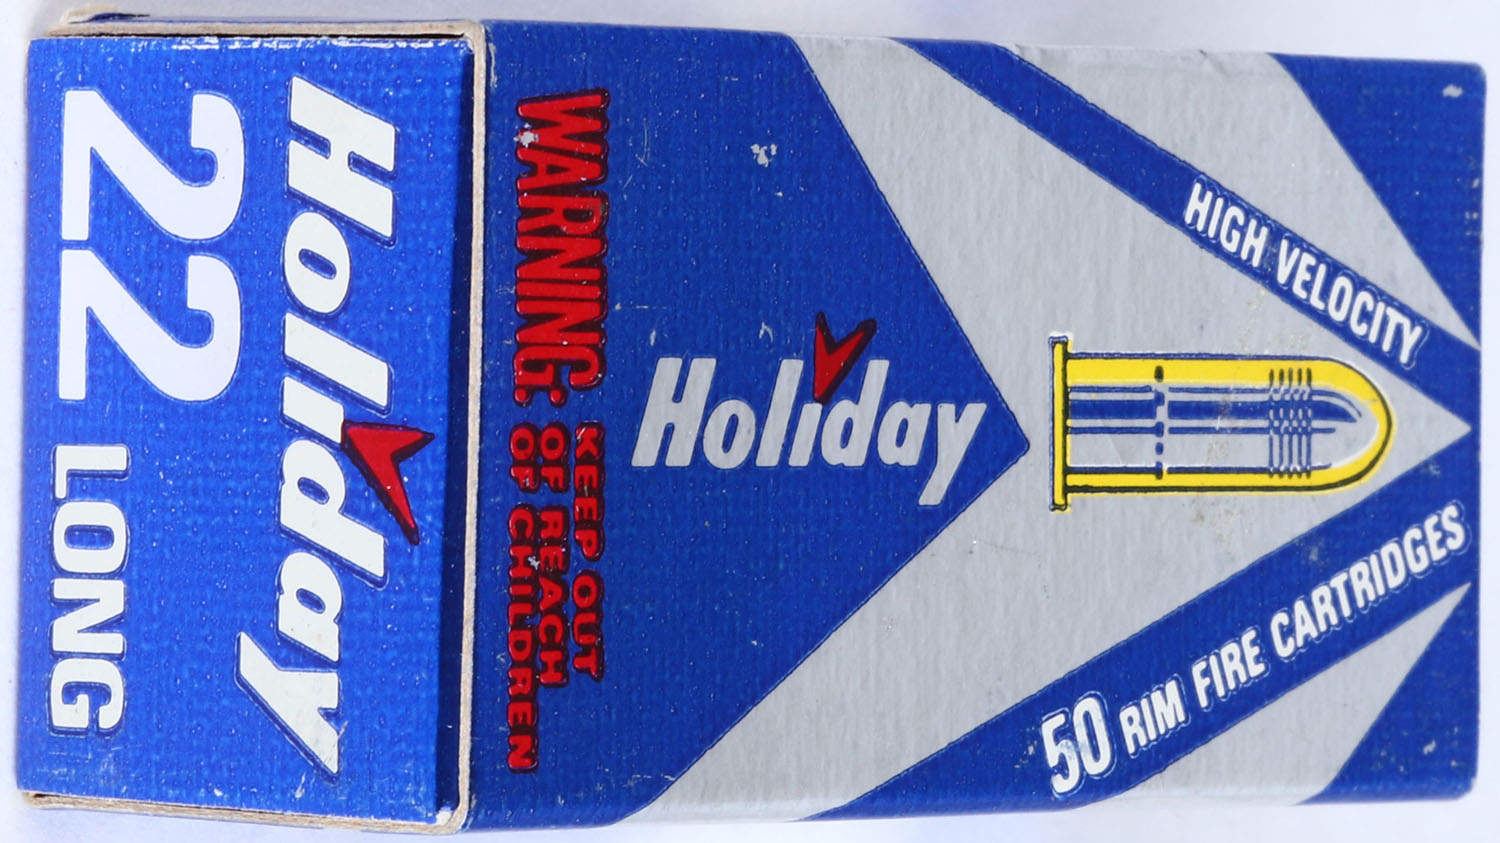 Holiday
22 LONG
WARNING: KEEP OUT
OF REACH
OF CHILDREN
Holiday
HIGH VELOCITY
50 RIM FIRE CARTRIDGES